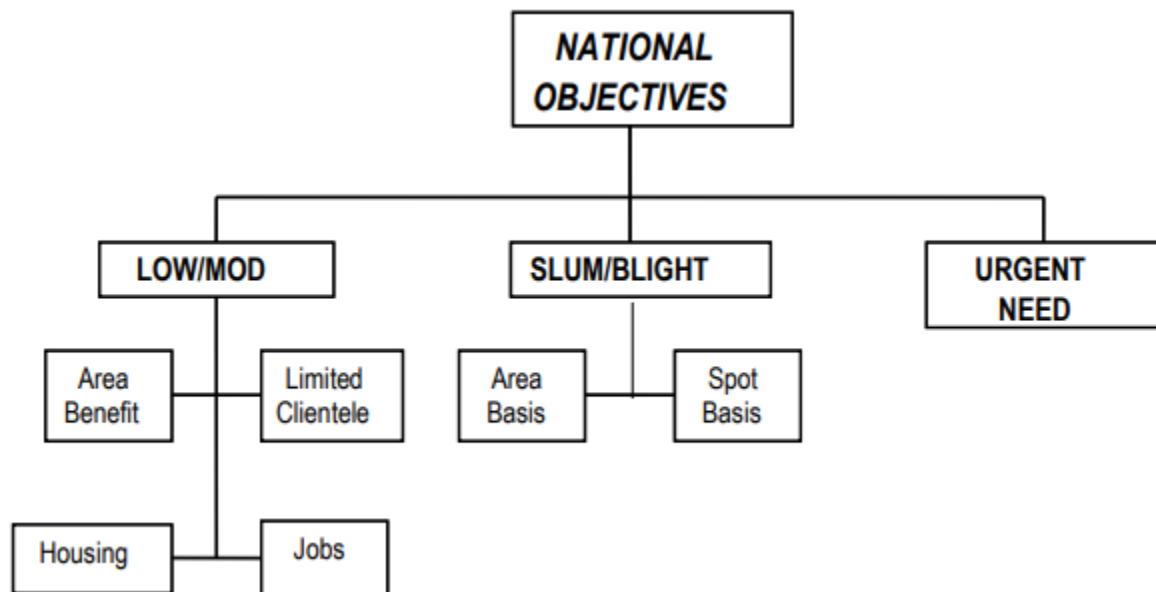 NATIONAL
OBJECTIVES
LOW/MOD
SLUM/BLIGHT
URGENT
NEED
Area
Benefit
Limited
Clientele
Area
Basis
Spot
Basis
Housing
Jobs